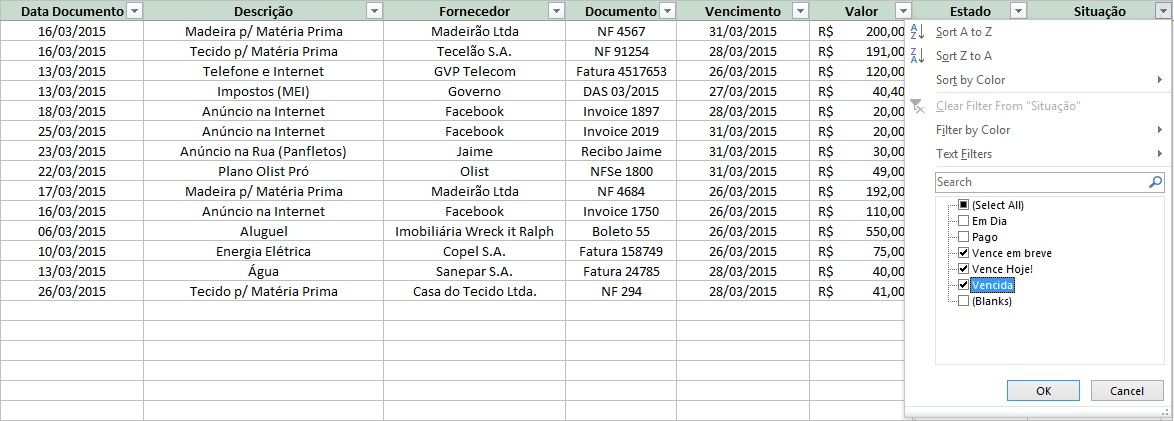 Data Documento Descrição Fornecedor Documento Vencimento Valor Estado Situação
16/03/2015 Madeira p/ Matéria Prima Madeirão Ltda NF 4567 31/03/2015 R$ 200,00
16/03/2015 Tecido p/ Matéria Prima Tecelão S.A. NF 91254 28/03/2015 R$ 191,00
13/03/2015 Telefone e Internet GVP Telecom Fatura 4517653 26/03/2015 R$ 120,00
13/03/2015 Impostos (MEI) Governo DAS 03/2015 27/03/2015 R$ 40,40
18/03/2015 Anúncio na Internet Facebook Invoice 1897 28/03/2015 R$ 20,00
25/03/2015 Anúncio na Internet Facebook Invoice 2019 31/03/2015 R$ 20,00
23/03/2015 Anúncio na Rua (Panfletos) Jaime Recibo Jaime 31/03/2015 R$ 30,00
22/03/2015 Plano Olist Pró Olist NFSe 1800 31/03/2015 R$ 49,00
17/03/2015 Madeira p/ Matéria Prima Madeirão Ltda NF 4684 26/03/2015 R$ 192,00
16/03/2015 Anúncio na Internet Facebook Invoice 1750 26/03/2015 R$ 110,00
06/03/2015 Aluguel Imobiliária Wreck it Ralph Boleto 55 26/03/2015 R$ 550,00
10/03/2015 Energia Elétrica Copel S.A. Fatura 158749 26/03/2015 R$ 75,00
13/03/2015 Água Sanepar S.A. Fatura 24785 28/03/2015 R$ 40,00
26/03/2015 Tecido p/ Matéria Prima Casa do Tecido Ltda. NF 294 28/03/2015 R$ 41,00
Sort A to Z
Sort Z to A
Sort by Color
Clear Filter From "Situação"
Filter by Color
Text Filters
Search
(Select All)
Em Dia
Pago
Vence em breve
Vence Hoje!
Vencida
(Blanks)
OK Cancel